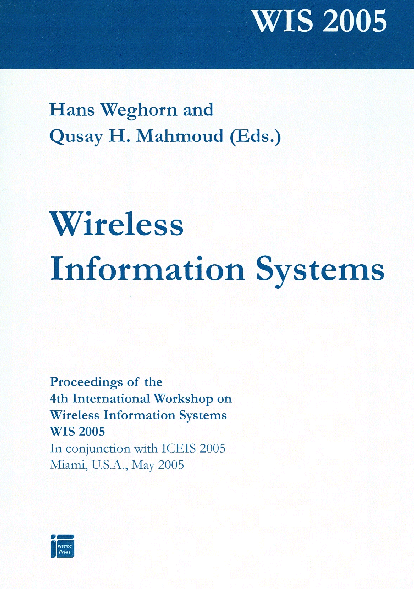 WIS 2005
Hans Weghorn and
Qusay H. Mahmoud (Eds.)
Wireless
Information Systems
Proceedings of the
4th International Workshop on
Wireless Information Systems
WIS 2005
In conjunction with ICEIS 2005
Miami, U.S.A., May 2005